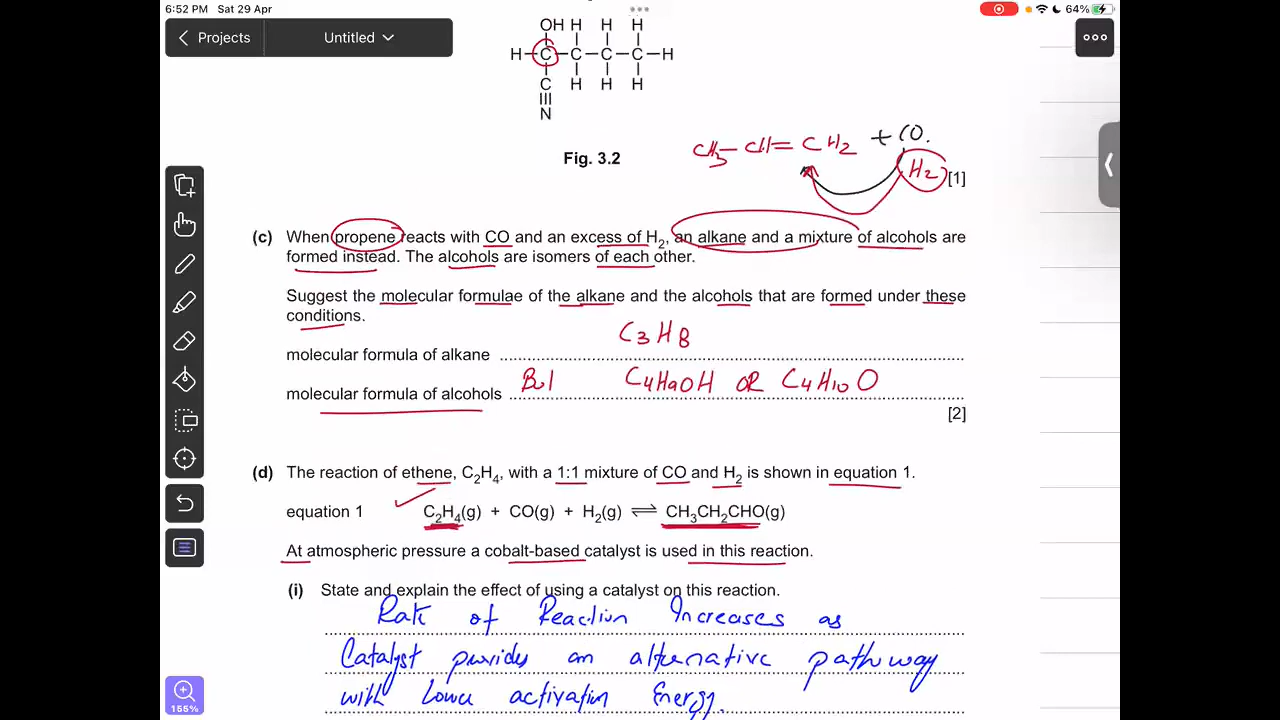 6:52 PM Sat 29 Apr
64%
Projects
Untitled
OH H H H
H–C–C–C–C–H
C H H H
N
Fig. 3.2
CH3– CH= CH2 + CO.
H2
[1]
(c) When propene reacts with CO and an excess of H2, an alkane and a mixture of alcohols are
formed instead. The alcohols are isomers of each other.
Suggest the molecular formulae of the alkane and the alcohols that are formed under these
conditions.
C3H8
molecular formula of alkane
C4H9OH OR C4H10O
molecular formula of alcohols
[2]
(d) The reaction of ethene, C2H4, with a 1:1 mixture of CO and H2 is shown in equation 1.
equation 1 C2H4(g) + CO(g) + H2(g) ⇌ CH3CH2CHO(g)
At atmospheric pressure a cobalt-based catalyst is used in this reaction.
(i) State and explain the effect of using a catalyst on this reaction.
Rate of Reaction Increases as
Catalyst provides an alternative pathway
with Lower activation Energy.
155%